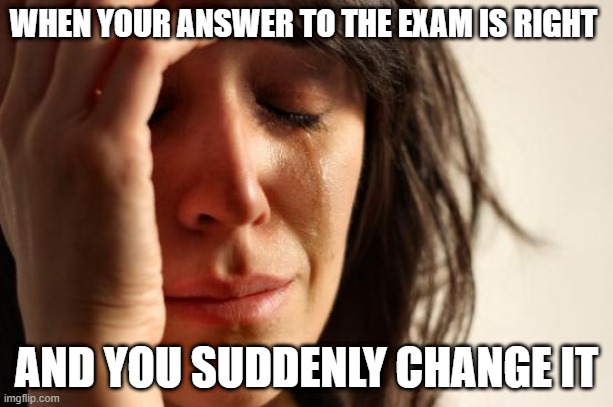 WHEN YOUR ANSWER TO THE EXAM IS RIGHT
AND YOU SUDDENLY CHANGE IT
imgflip.com